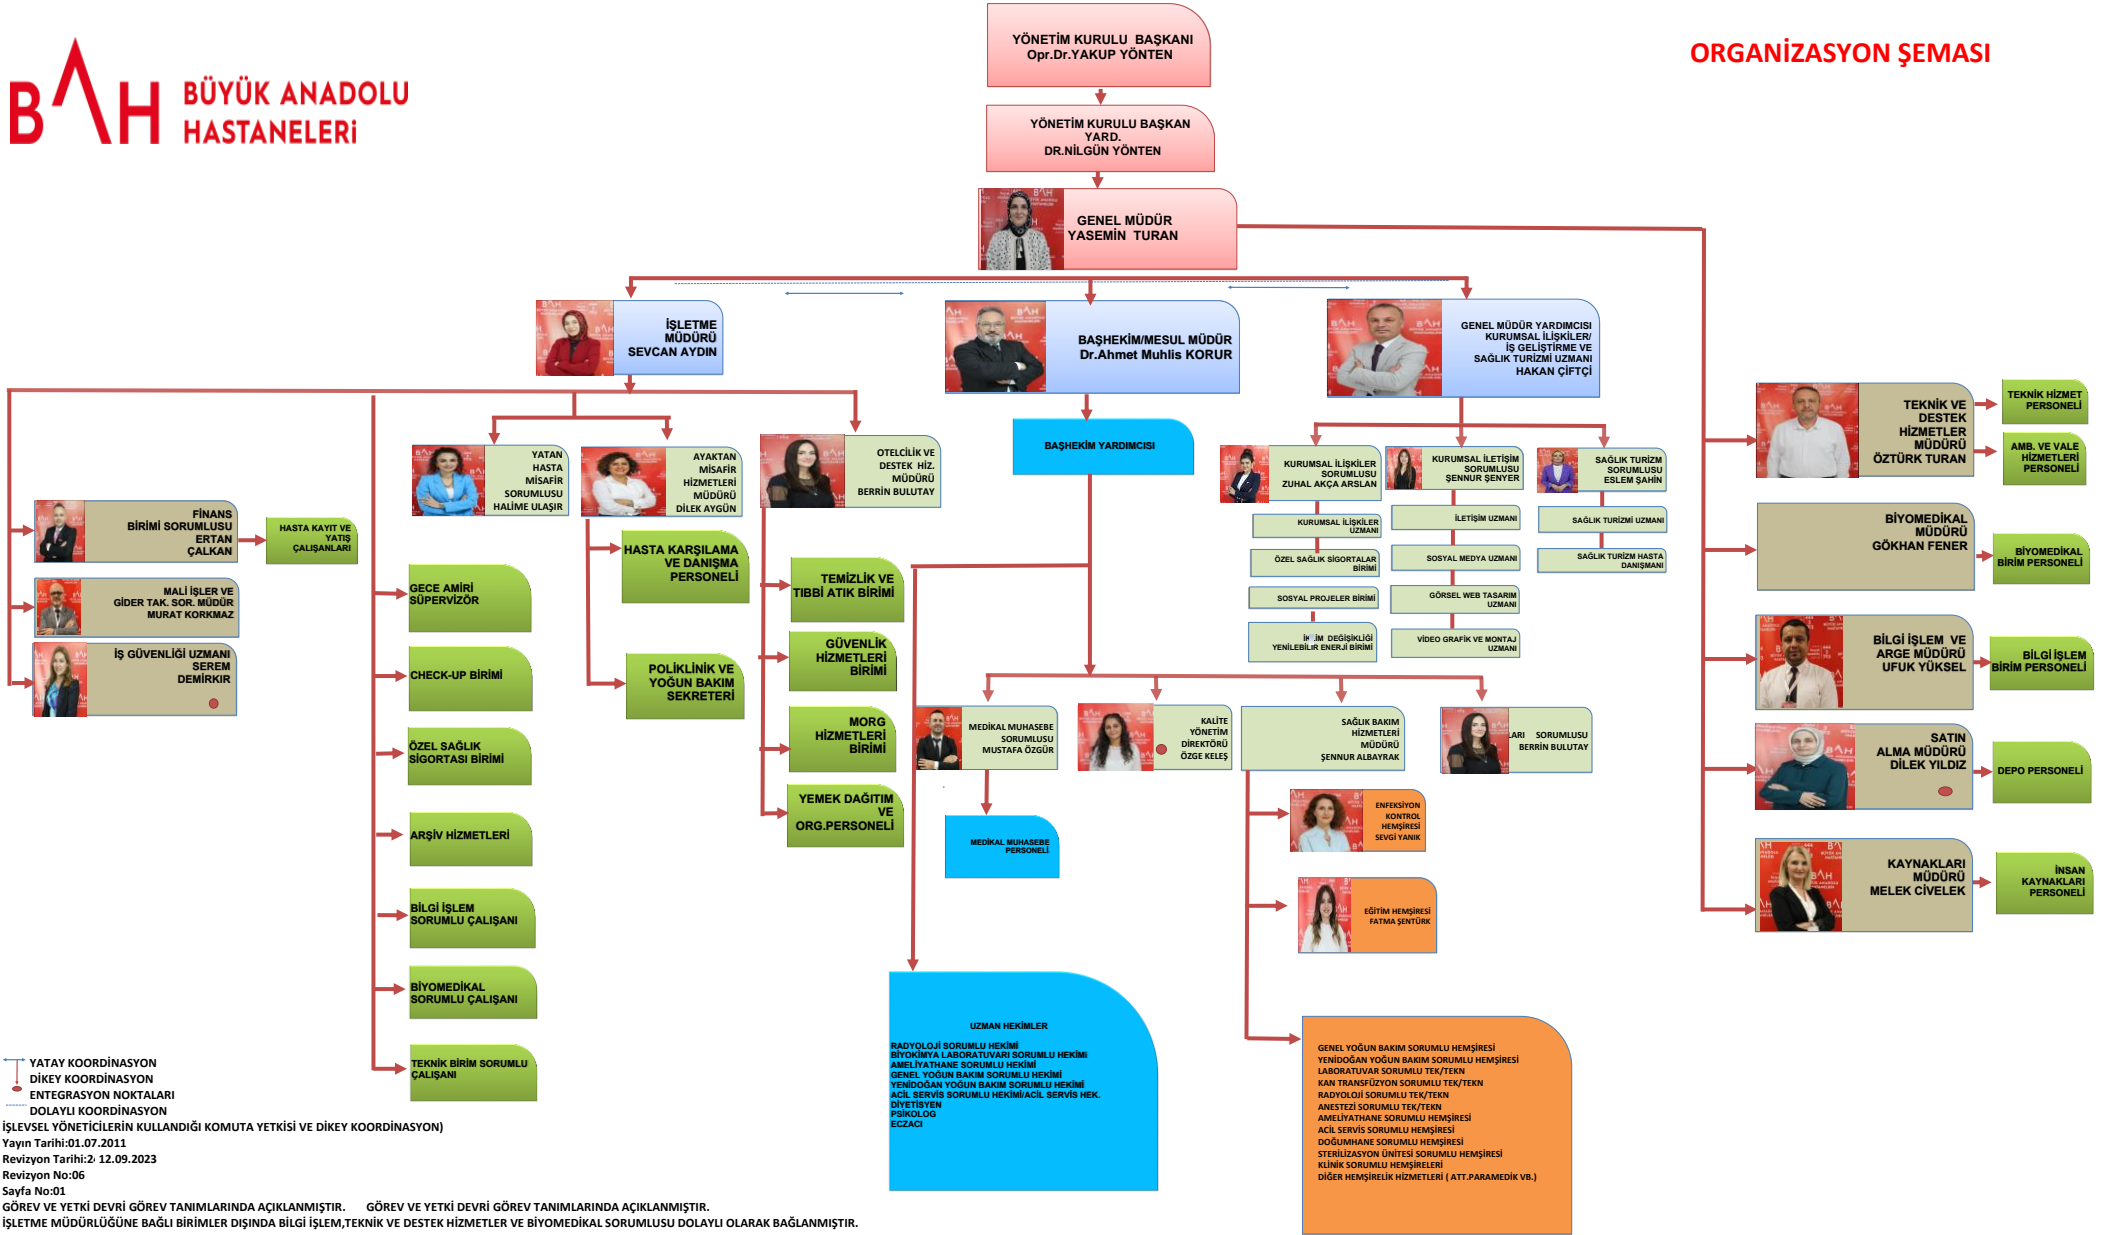 BAH BÜYÜK ANADOLU
HASTANELERİ
ORGANİZASYON ŞEMASI
YÖNETİM KURULU BAŞKANI
Opr.Dr.YAKUP YÖNTEN
YÖNETİM KURULU BAŞKAN
YARD.
DR.NİLGÜN YÖNTEN
GENEL MÜDÜR
YASEMİN TURAN
İŞLETME
MÜDÜRÜ
SEVCAN AYDIN
BAŞHEKİM/MESUL MÜDÜR
Dr.Ahmet Muhlis KORUR
GENEL MÜDÜR YARDIMCISI
KURUMSAL İLİŞKİLER/
İŞ GELİŞTİRME VE
SAĞLIK TURİZMİ UZMANI
HAKAN ÇİFTÇİ
FİNANS
BİRİMİ SORUMLUSU
ERTAN
ÇALKAN
HASTA KAYIT VE
YATIŞ
ÇALIŞANLARI
MALİ İŞLER VE
GİDER TAK. SOR. MÜDÜR
MURAT KORKMAZ
İŞ GÜVENLİĞİ UZMANI
SEREM
DEMİRKIR
GECE AMİRİ
SÜPERVİZÖR
CHECK-UP BİRİMİ
ÖZEL SAĞLIK
SİGORTASI BİRİMİ
ARŞİV HİZMETLERİ
BİLGİ İŞLEM
SORUMLU ÇALIŞANI
BİYOMEDİKAL
SORUMLU ÇALIŞANI
TEKNİK BİRİM SORUMLU
ÇALIŞANI
YATAN
HASTA
MİSAFİR
SORUMLUSU
HALİME ULAŞIR
AYAKTAN
MİSAFİR
HİZMETLERİ
MÜDÜRÜ
DİLEK AYGÜN
HASTA KARŞILAMA
VE DANIŞMA
PERSONELİ
POLİKLİNİK VE
YOĞUN BAKIM
SEKRETERİ
OTELCİLİK VE
DESTEK HİZ.
MÜDÜRÜ
BERRİN BULUTAY
TEMİZLİK VE
TIBBİ ATIK BİRİMİ
GÜVENLİK
HİZMETLERİ
BİRİMİ
MORG
HİZMETLERİ
BİRİMİ
YEMEK DAĞITIM
VE
ORG.PERSONELİ
BAŞHEKİM YARDIMCISI
KURUMSAL İLİŞKİLER
SORUMLUSU
ZUHAL AKÇA ARSLAN
KURUMSAL İLİŞKİLER
UZMANI
ÖZEL SAĞLIK SİGORTALAR
BİRİMİ
SOSYAL PROJELER BİRİMİ
İKLİM DEĞİŞİKLİĞİ
YENİLEBİLIR ENERJİ BİRİMİ
KURUMSAL İLETİŞİM
SORUMLUSU
ŞENNUR ŞENYER
İLETİŞİM UZMANI
SOSYAL MEDYA UZMANI
GÖRSEL WEB TASARIM
UZMANI
VİDEO GRAFİK VE MONTAJ
UZMANI
SAĞLIK TURİZM
SORUMLUSU
ESLEM ŞAHİN
SAĞLIK TURİZMİ UZMANI
SAĞLIK TURİZM HASTA
DANIŞMANI
TEKNİK VE
DESTEK
HİZMETLER
MÜDÜRÜ
ÖZTÜRK TURAN
TEKNİK HİZMET
PERSONELİ
AMB. VE VALE
HİZMETLERİ
PERSONELİ
BİYOMEDİKAL
MÜDÜRÜ
GÖKHAN FENER
BİYOMEDİKAL
BİRİM PERSONELİ
BİLGİ İŞLEM VE
ARGE MÜDÜRÜ
UFUK YÜKSEL
BİLGİ İŞLEM
BİRİM PERSONELİ
SATIN
ALMA MÜDÜRÜ
DİLEK YILDIZ
DEPO PERSONELİ
KAYNAKLARI
MÜDÜRÜ
MELEK CİVELEK
İNSAN
KAYNAKLARI
PERSONELİ
MEDİKAL MUHASEBE
SORUMLUSU
MUSTAFA ÖZGÜR
MEDİKAL MUHASEBE
PERSONELİ
KALİTE
YÖNETİM
DİREKTÖRÜ
ÖZGE KELEŞ
SAĞLIK BAKIM
HİZMETLERİ
MÜDÜRÜ
ŞENNUR ALBAYRAK
LARI SORUMLUSU
BERRİN BULUTAY
ENFEKSİYON
KONTROL
HEMŞİRESİ
SEVGİ YANIK
EĞİTİM HEMŞİRESİ
FATMA ŞENTÜRK
UZMAN HEKİMLER
RADYOLOJİ SORUMLU HEKİMİ
BİYOKİMYA LABORATUVARI SORUMLU HEKİMİ
AMELİYATHANE SORUMLU HEKİMİ
GENEL YOĞUN BAKIM SORUMLU HEKİMİ
YENİDOĞAN YOĞUN BAKIM SORUMLU HEKİMİ
ACİL SERVİS SORUMLU HEKİMİ/ACİL SERVİS HEK.
DİYETİSYEN
PSİKOLOG
ECZACI
GENEL YOĞUN BAKIM SORUMLU HEMŞİRESİ
YENİDOĞAN YOĞUN BAKIM SORUMLU HEMŞİRESİ
LABORATUVAR SORUMLU TEK/TEKN
KAN TRANSFÜZYON SORUMLU TEK/TEKN
RADYOLOJİ SORUMLU TEK/TEKN
ANESTEZİ SORUMLU TEK/TEKN
AMELİYATHANE SORUMLU HEMŞİRESİ
ACİL SERVİS SORUMLU HEMŞİRESİ
DOĞUMHANE SORUMLU HEMŞİRESİ
STERİLİZASYON ÜNİTESİ SORUMLU HEMŞİRESİ
KLİNİK SORUMLU HEMŞİRELERİ
DİĞER HEMŞİRELİK HİZMETLERİ ( ATT.PARAMEDİK VB.)
YATAY KOORDİNASYON
DİKEY KOORDİNASYON
ENTEGRASYON NOKTALARI
DOLAYLI KOORDİNASYON
İŞLEVSEL YÖNETİCİLERİN KULLANDIĞI KOMUTA YETKİSİ VE DİKEY KOORDİNASYON)
Yayın Tarihi:01.07.2011
Revizyon Tarihi:2 12.09.2023
Revizyon No:06
Sayfa No:01
GÖREV VE YETKİ DEVRİ GÖREV TANIMLARINDA AÇIKLANMIŞTIR. GÖREV VE YETKİ DEVRİ GÖREV TANIMLARINDA AÇIKLANMIŞTIR.
İŞLETME MÜDÜRLÜĞÜNE BAĞLI BİRİMLER DIŞINDA BİLGİ İŞLEM,TEKNİK VE DESTEK HİZMETLER VE BİYOMEDİKAL SORUMLUSU DOLAYLI OLARAK BAĞLANMIŞTIR.